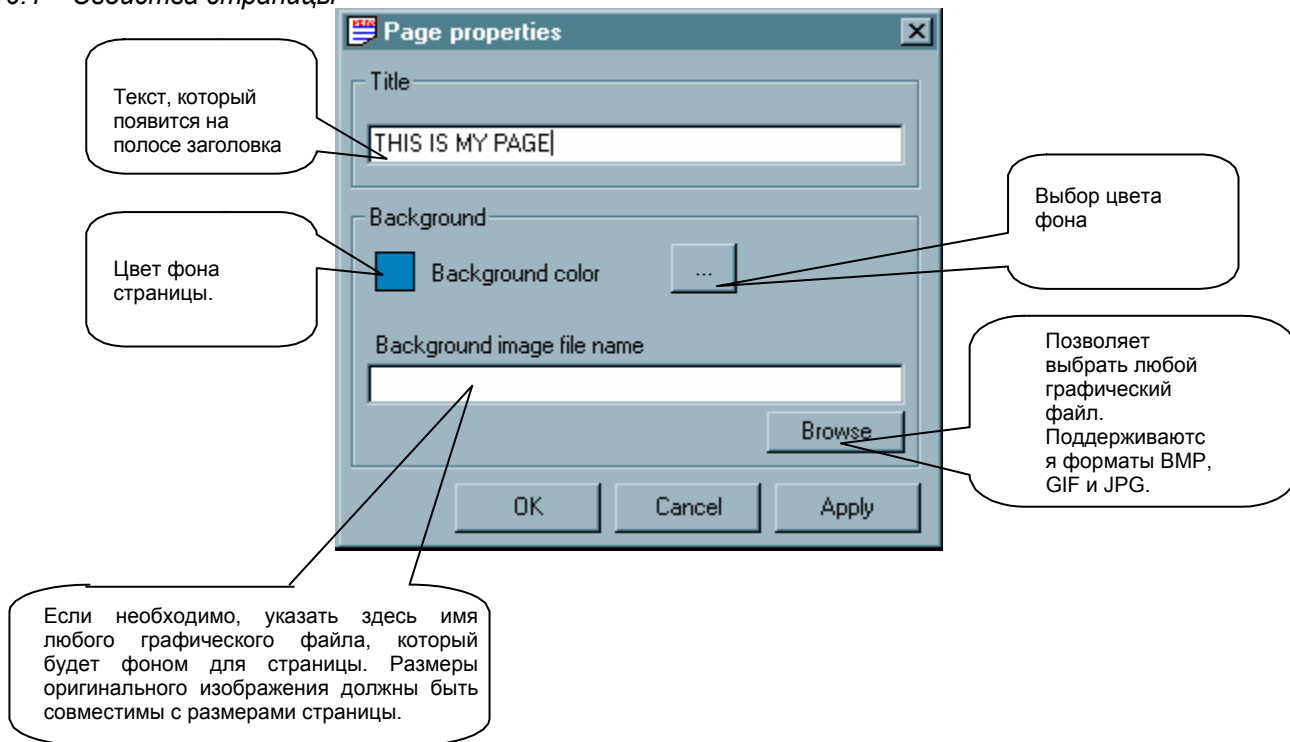 Свойства страницы
Page properties
Title
Текст, который
появится на
полосе заголовка
THIS IS MY PAGE
Выбор цвета
фона
Background
Цвет фона
страницы.
Background color
...
Background image file name
Позволяет
выбрать любой
графический
файл.
Поддерживаютс
я форматы BMP,
GIF и JPG.
Browse
OK
Cancel
Apply
Если необходимо, указать здесь имя
любого графического файла, который
будет фоном для страницы. Размеры
оригинального изображения должны быть
совместимы с размерами страницы.